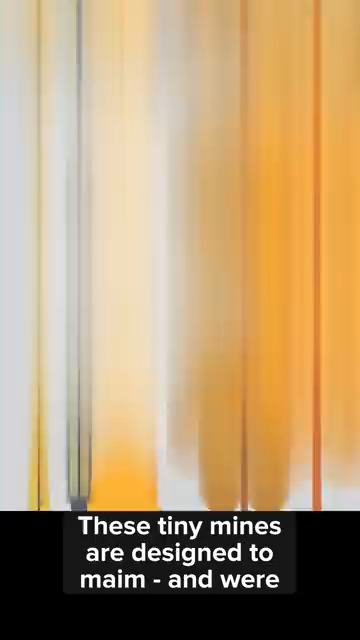 These tiny mines
are designed to
maim - and were